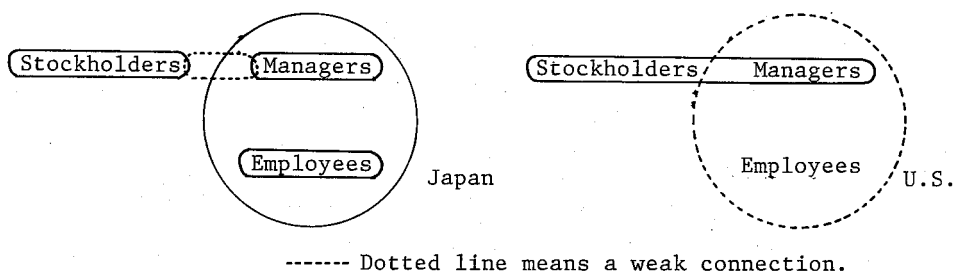 Stockholders Managers Stockholders Managers
Employees Employees
Japan U.S.
------- Dotted line means a weak connection.